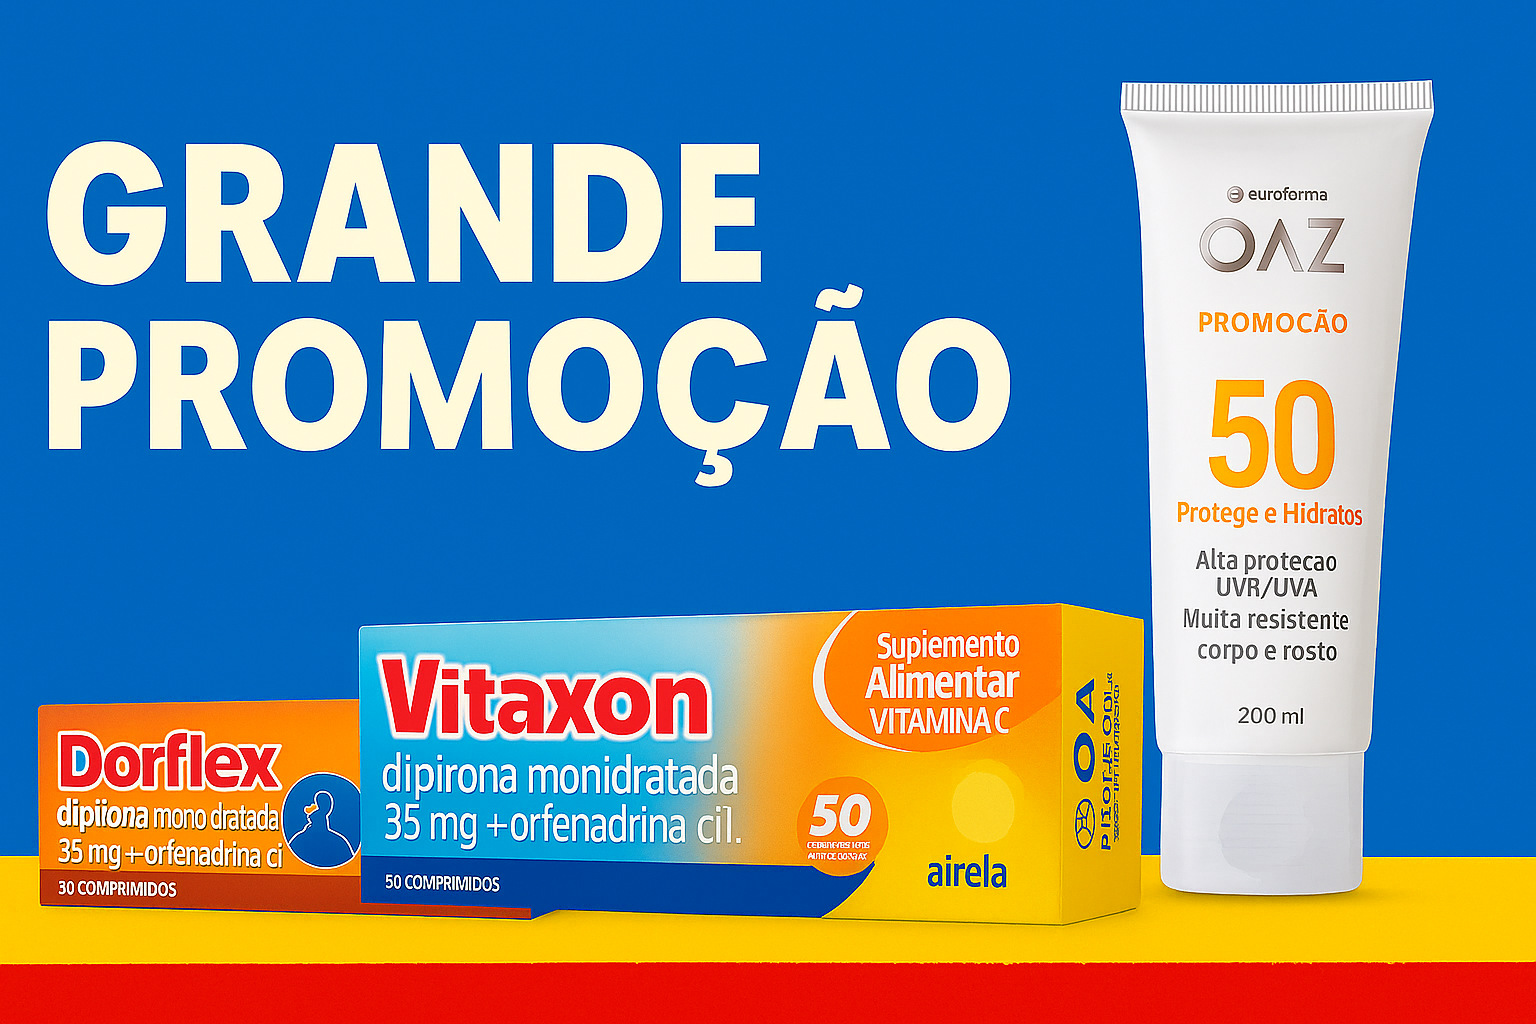 GRANDE
PROMOÇÃO
euroforma
OAZ
PROMOCÃO
50
Protege e Hidratos
Alta protecao
UVR/UVA
Muita resistente
corpo e rosto
200 ml
Dorflex
dipiiona mono dratada
35 mg+orfenadrina ci
30 COMPRIMIDOS
Vitaxon
dipirona monidratada
35 mg +orfenadrina cil.
50 COMPRIMIDOS
Supiemento
Alimentar
VITAMINA C
50
airela
OA